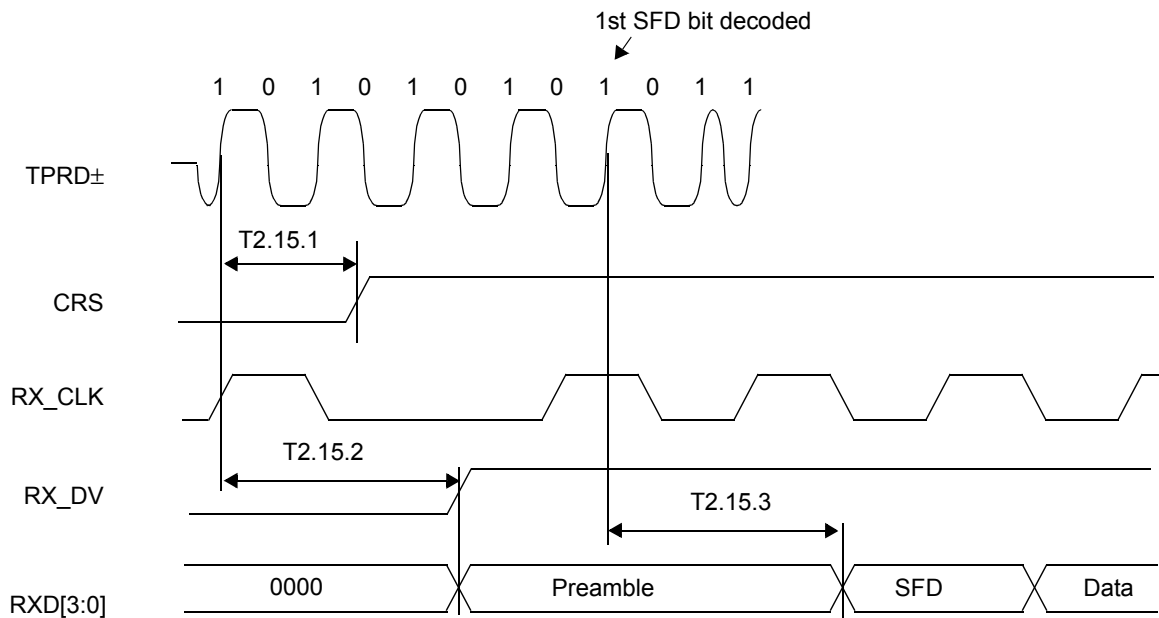 1st SFD bit decoded
1 0 1 0 1 0 1 0 1 0 1 1
TPRD±
T2.15.1
CRS
RX_CLK
T2.15.2
RX_DV
T2.15.3
RXD[3:0]
0000 Preamble SFD Data